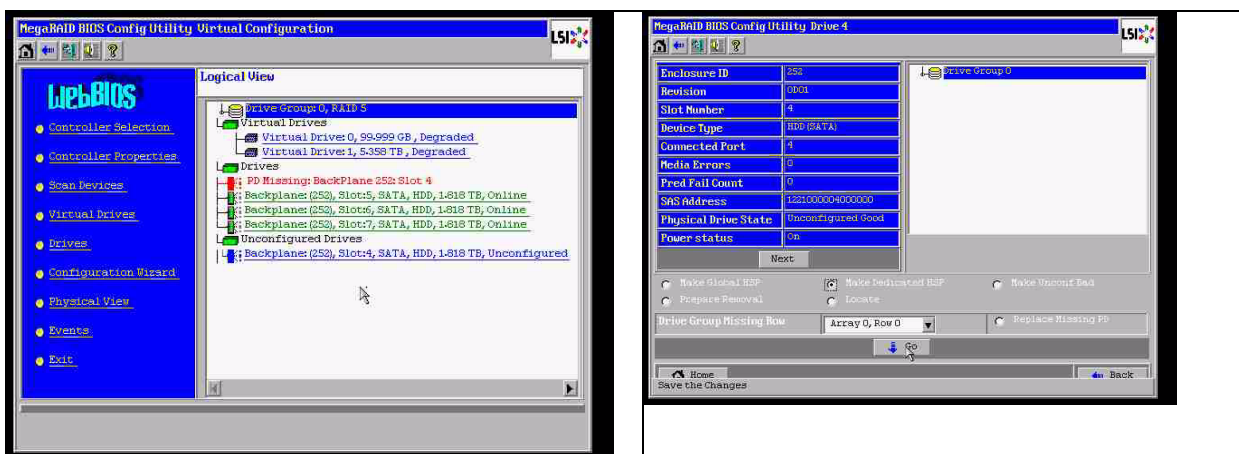 MegaRAID BIOS Config Utility Virtual Configuration
LSI
WebBIOS
Controller Selection
Controller Properties
Scan Devices
Virtual Drives
Drives
Configuration Wizard
Physical View
Events
Exit
Logical View
Drive Group: 0, RAID 5
Virtual Drives
Virtual Drive: 0, 99.999 GB, Degraded
Virtual Drive: 1, 5.358 TB, Degraded
Drives
PD Missing: BackPlane 252: Slot 4
Backplane: (252), Slot:5, SATA, HDD, 1.818 TB, Online
Backplane: (252), Slot:6, SATA, HDD, 1.818 TB, Online
Backplane: (252), Slot:7, SATA, HDD, 1.818 TB, Online
Unconfigured Drives
Backplane: (252), Slot:4, SATA, HDD, 1.818 TB, Unconfigured
MegaRAID BIOS Config Utility Drive 4
LSI
Enclosure ID 252
Revision 0D01
Slot Number 4
Device Type HDD (SATA)
Connected Port 4
Media Errors 0
Pred Fail Count 0
SAS Address 1221000004000000
Physical Drive State Unconfigured Good
Power status On
Next
Drive Group 0
Make Global HSP Make Dedicated HSP Make Unconf Bad
Prepare Removal Locate
Drive Group Missing Row Array 0, Row 0 Replace Missing PD
Go
Home Back
Save the Changes